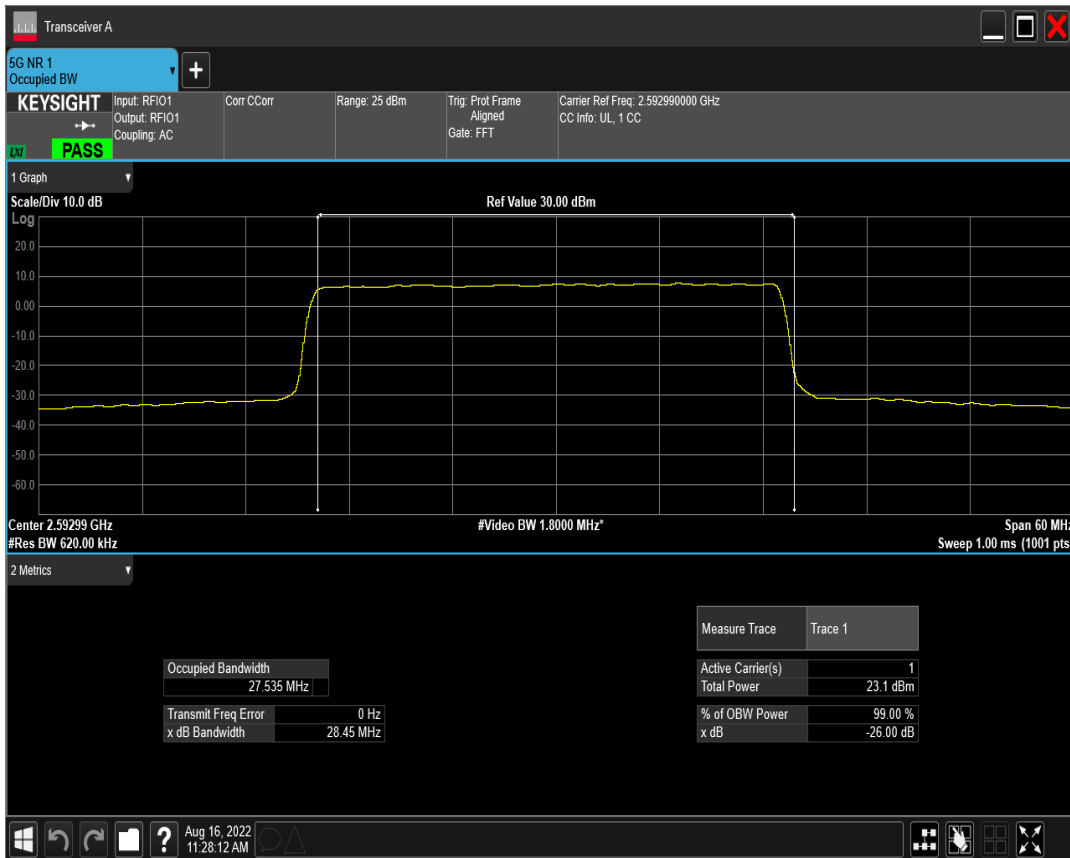 Transceiver A
5G NR 1
Occupied BW
+
KEYSIGHT
LXI
PASS
Input: RFIO1
Output: RFIO1
Coupling: AC
Corr CCorr
Range: 25 dBm
Trig: Prot Frame
Aligned
Gate: FFT
Carrier Ref Freq: 2.592990000 GHz
CC Info: UL, 1 CC
1 Graph
Scale/Div 10.0 dB
Ref Value 30.00 dBm
Log
20.0
10.0
0.00
-10.0
-20.0
-30.0
-40.0
-50.0
-60.0
Center 2.59299 GHz
#Video BW 1.8000 MHz*
Span 60 MHz
#Res BW 620.00 kHz
Sweep 1.00 ms (1001 pts
2 Metrics
Measure Trace Trace 1
Occupied Bandwidth
27.535 MHz
Active Carrier(s) 1
Total Power 23.1 dBm
Transmit Freq Error 0 Hz
x dB Bandwidth 28.45 MHz
% of OBW Power 99.00 %
x dB -26.00 dB
?
Aug 16, 2022
11:28:12 AM